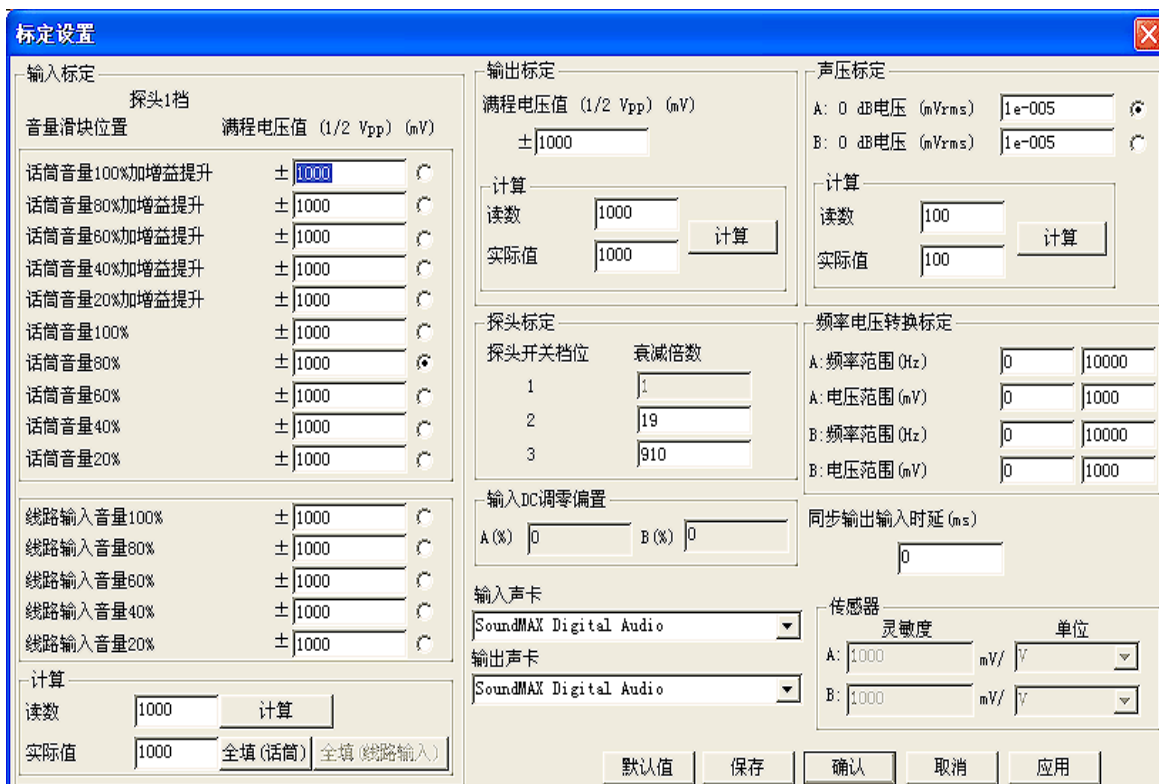 标定设置
输入标定
探头1档
音量滑块位置 满程电压值 (1/2 Vpp) (mV)
话筒音量100%加增益提升 ±1000
话筒音量80%加增益提升 ±1000
话筒音量60%加增益提升 ±1000
话筒音量40%加增益提升 ±1000
话筒音量20%加增益提升 ±1000
话筒音量100% ±1000
话筒音量80% ±1000
话筒音量60% ±1000
话筒音量40% ±1000
话筒音量20% ±1000
线路输入音量100% ±1000
线路输入音量80% ±1000
线路输入音量60% ±1000
线路输入音量40% ±1000
线路输入音量20% ±1000
计算
读数 1000 计算
实际值 1000 全填(话筒) 全填(线路输入)
输出标定
满程电压值 (1/2 Vpp) (mV)
±1000
计算
读数 1000
计算
实际值 1000
探头标定
探头开关档位 衰减倍数
1 1
2 19
3 910
输入DC调零偏置
A(%) 0 B(%) 0
输入声卡
SoundMAX Digital Audio
输出声卡
SoundMAX Digital Audio
声压标定
A: 0 dB电压 (mVrms) 1e-005
B: 0 dB电压 (mVrms) 1e-005
计算
读数 100
计算
实际值 100
频率电压转换标定
A:频率范围(Hz) 0 10000
A:电压范围(mV) 0 1000
B:频率范围(Hz) 0 10000
B:电压范围(mV) 0 1000
同步输出输入时延(ms)
0
传感器
灵敏度 单位
A: 1000 mV/ V
B: 1000 mV/ V
默认值 保存 确认 取消 应用